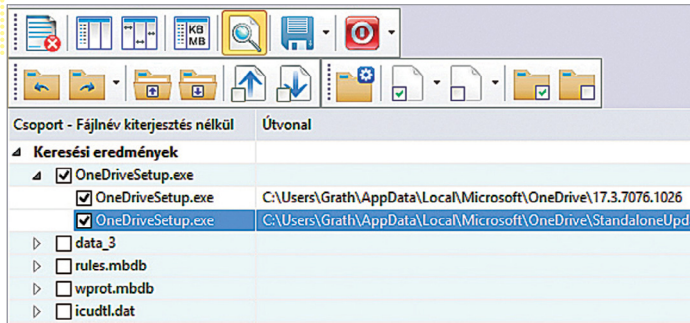 KB
MB
Csoport - Fájlnév kiterjesztés nélkül Útvonal
Keresési eredmények
OneDriveSetup.exe
OneDriveSetup.exe C:\Users\Grath\AppData\Local\Microsoft\OneDrive\17.3.7076.1026
OneDriveSetup.exe C:\Users\Grath\AppData\Local\Microsoft\OneDrive\StandaloneUpd
data_3
rules.mbdb
wprot.mbdb
icudtl.dat